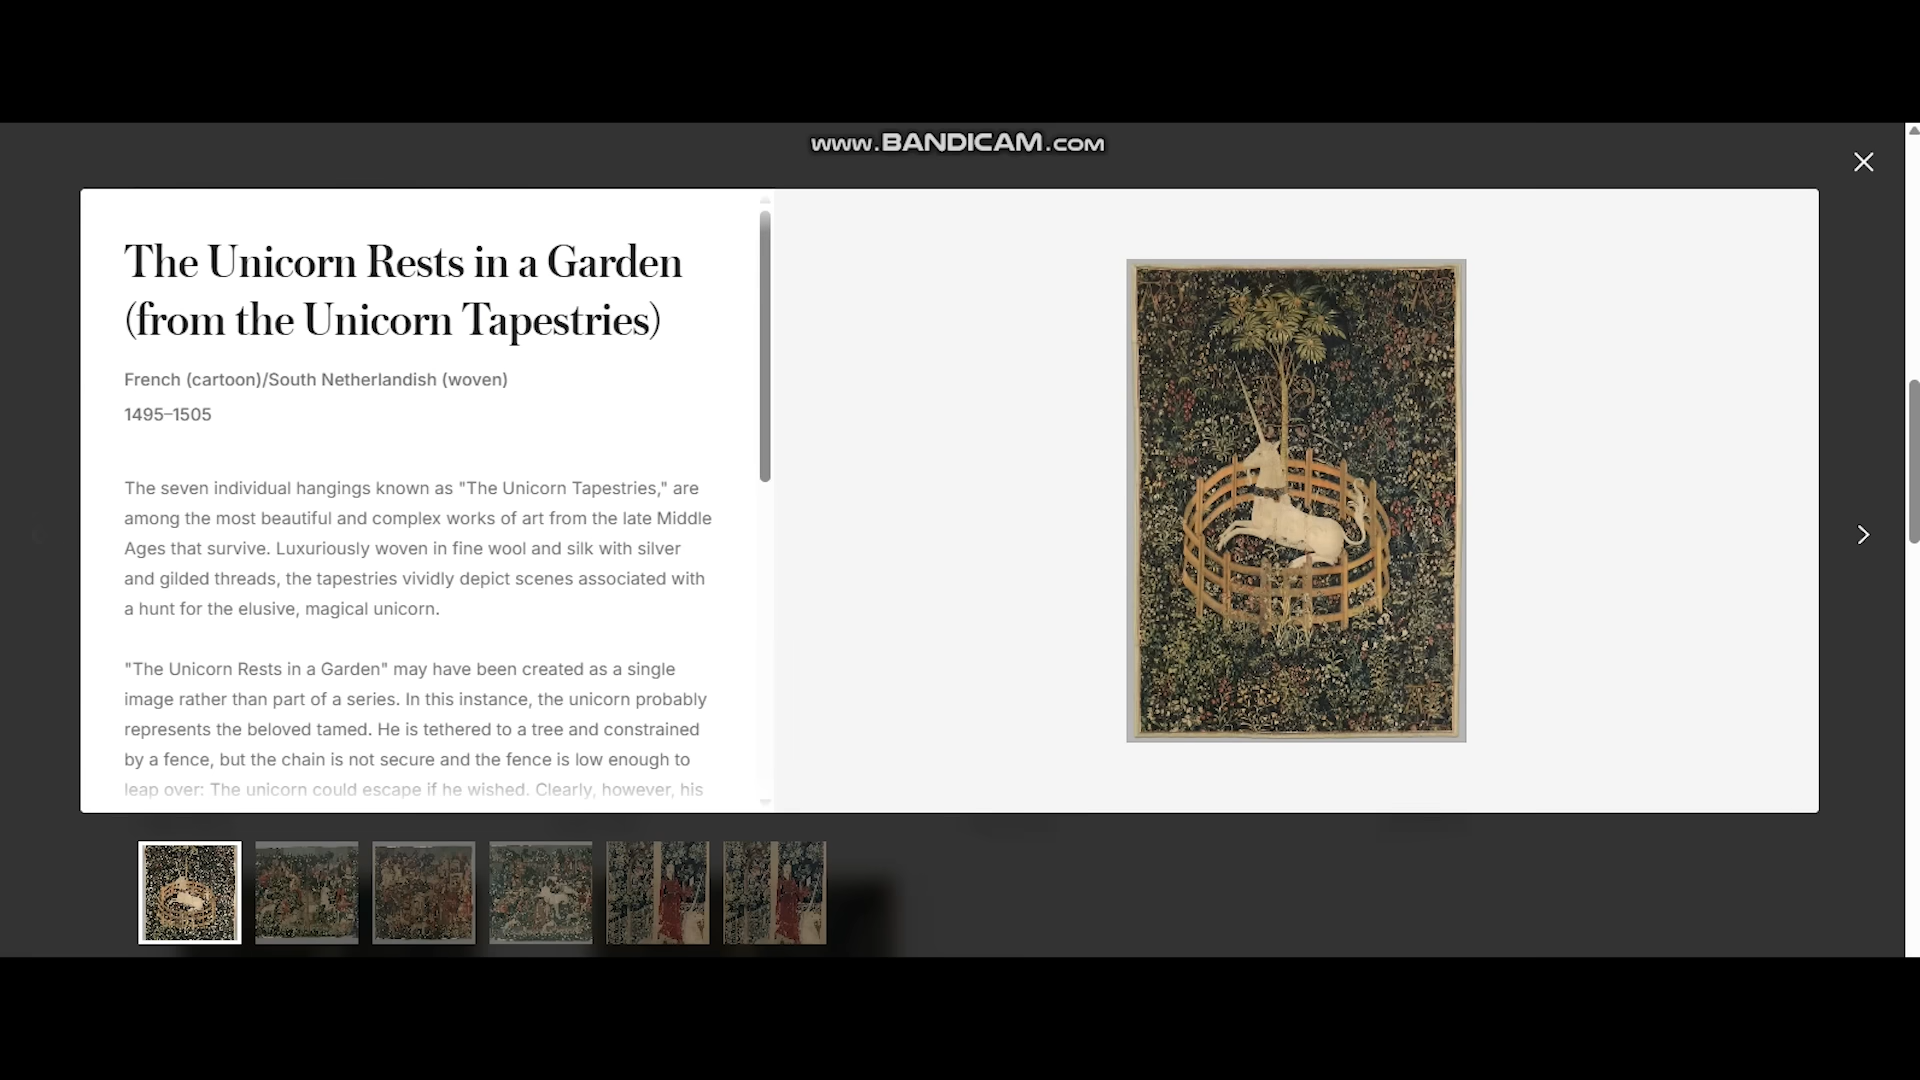 www.BANDICAM.com
The Unicorn Rests in a Garden
(from the Unicorn Tapestries)
French (cartoon)/South Netherlandish (woven)
1495–1505
The seven individual hangings known as "The Unicorn Tapestries," are
among the most beautiful and complex works of art from the late Middle
Ages that survive. Luxuriously woven in fine wool and silk with silver
and gilded threads, the tapestries vividly depict scenes associated with
a hunt for the elusive, magical unicorn.
"The Unicorn Rests in a Garden" may have been created as a single
image rather than part of a series. In this instance, the unicorn probably
represents the beloved tamed. He is tethered to a tree and constrained
by a fence, but the chain is not secure and the fence is low enough to
leap over: The unicorn could escape if he wished. Clearly, however, his